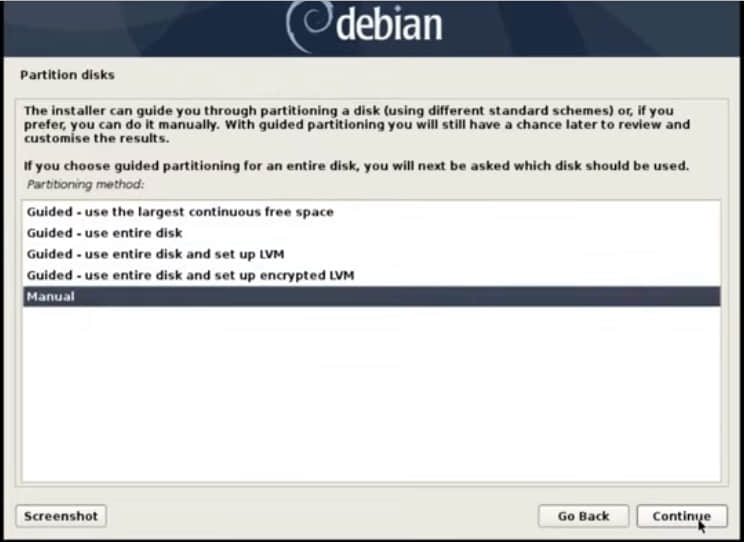 debian
Partition disks
The installer can guide you through partitioning a disk (using different standard schemes) or, if you
prefer, you can do it manually. With guided partitioning you will still have a chance later to review and
customise the results.
If you choose guided partitioning for an entire disk, you will next be asked which disk should be used.
Partitioning method:
Guided - use the largest continuous free space
Guided - use entire disk
Guided - use entire disk and set up LVM
Guided - use entire disk and set up encrypted LVM
Manual
Screenshot
Go Back
Continue